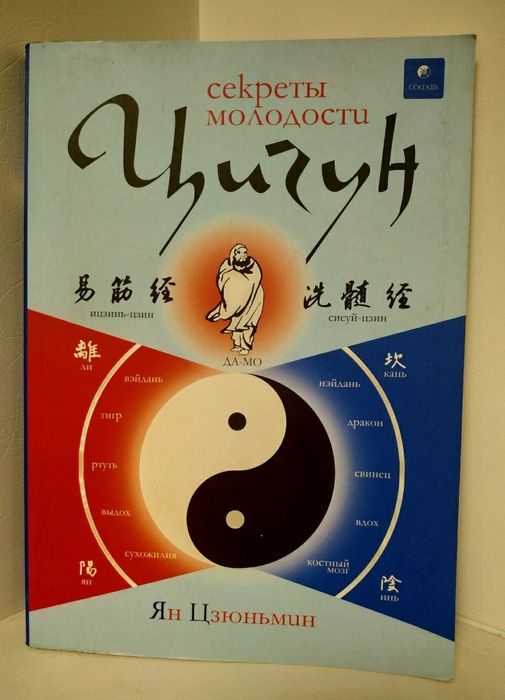 секреты
молодости
СОФИЯ
Цигун
易筋经
ицзинь-цзин
洗髓经
сисуй-цзин
ДА-МО
離
ли
坎
кань
вэйдань
нэйдань
тигр
дракон
ртуть
свинец
выдох
вдох
сухожилия
костный
мозг
陽
ян
陰
инь
Ян Цзюньмин